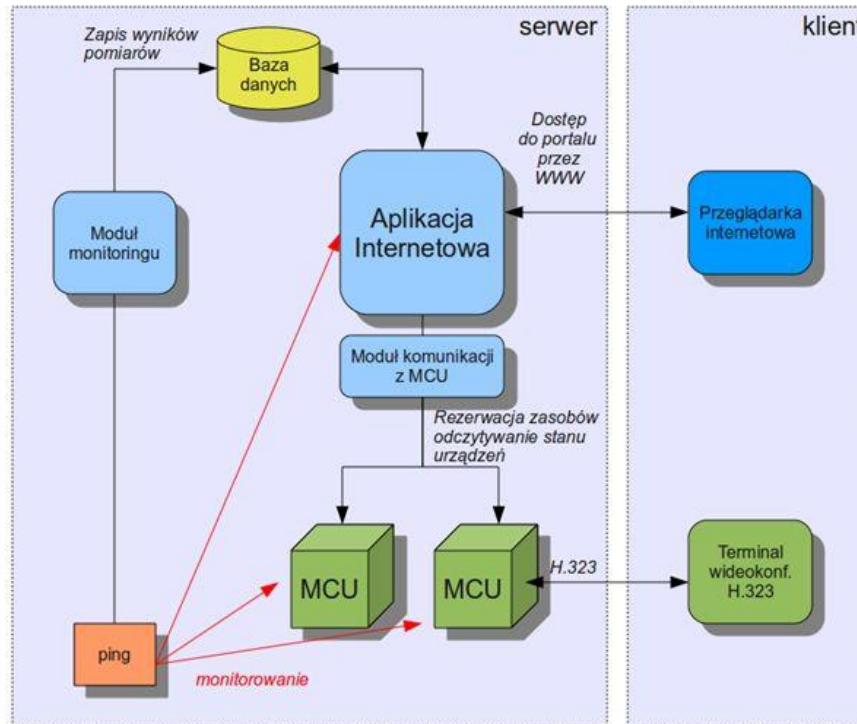 serwer
klient
Zapis wyników
pomiarów
Baza
danych
Dostęp
do portalu
przez
WWW
Moduł
monitoringu
Aplikacja
Internetowa
Przeglądarka
internetowa
Moduł komunikacji
z MCU
Rezerwacja zasobów
odczytywanie stanu
urządzeń
MCU
MCU
H.323
Terminal
wideokonf.
H.323
ping
monitorowanie